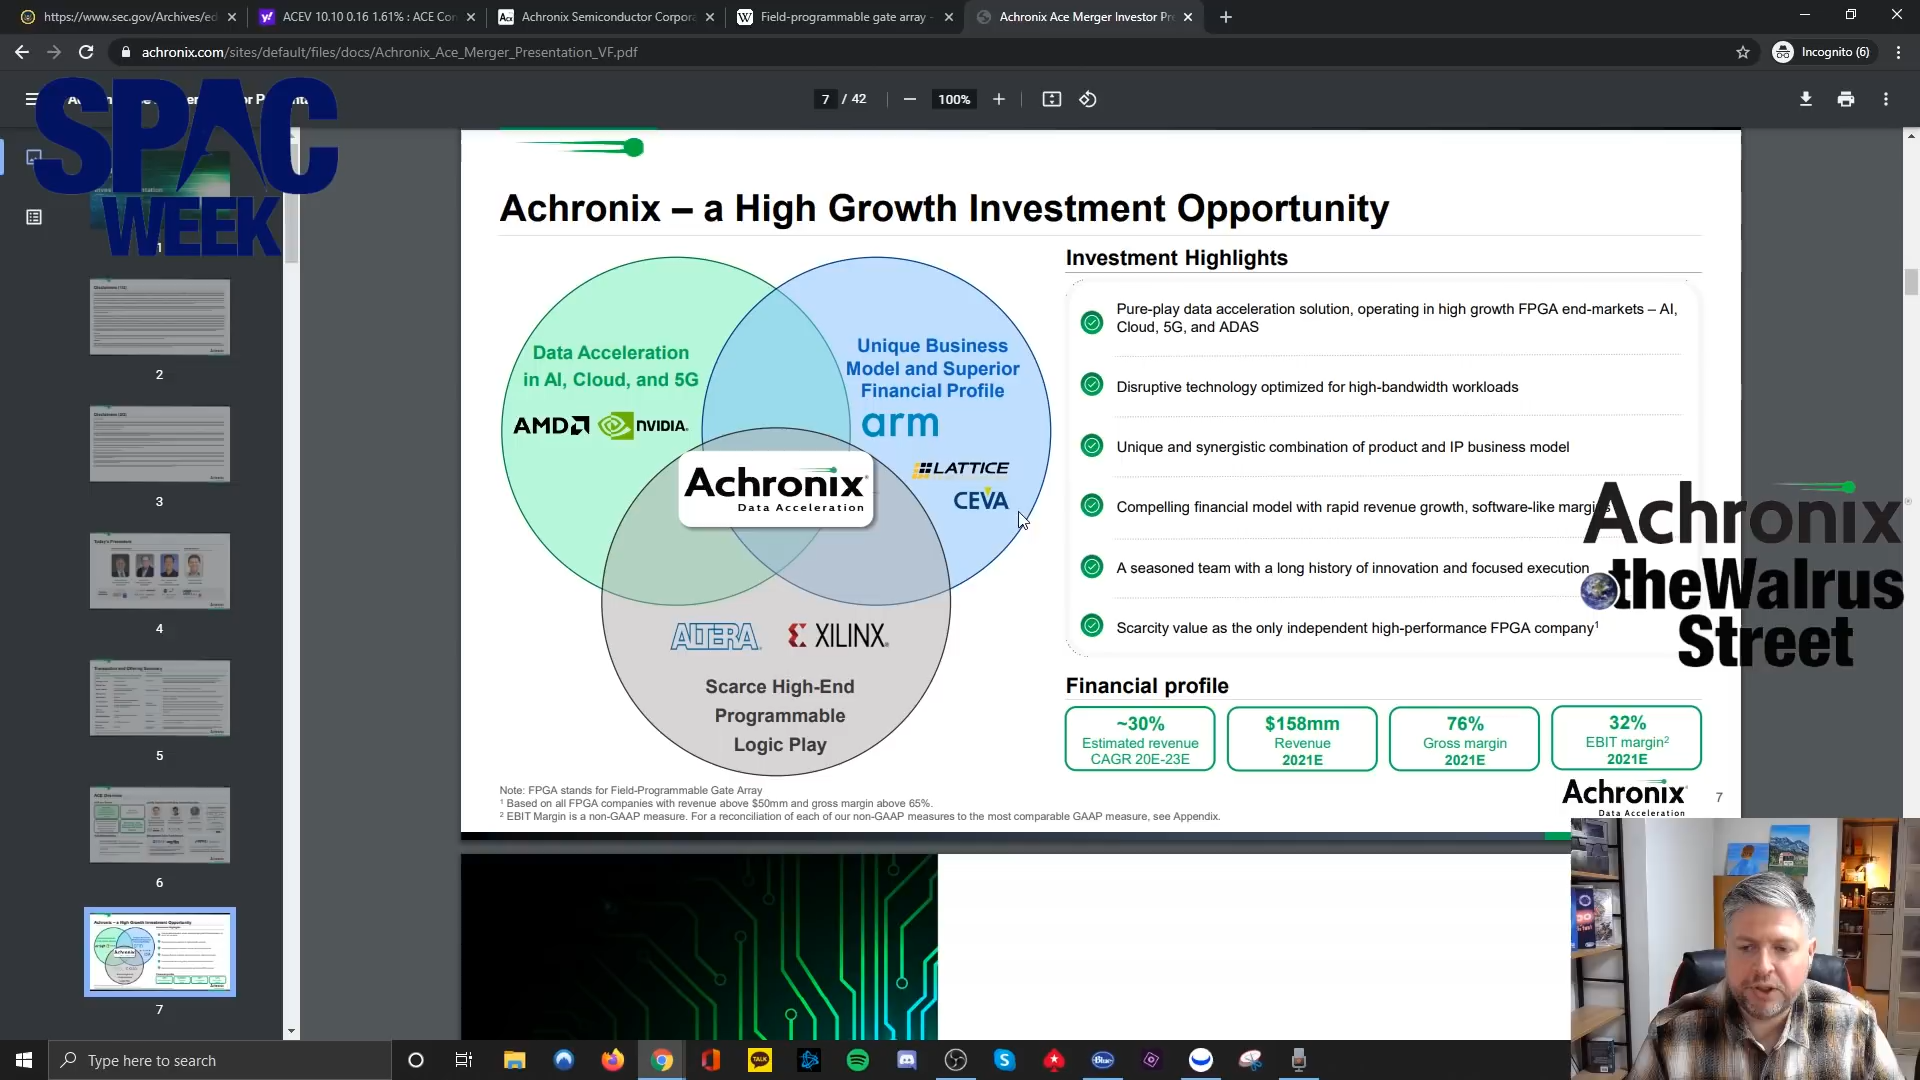 https://www.sec.gov/Archives/ed
ACEV 10.10 0.16 1.61% : ACE Con
Achronix Semiconductor Corpora
Field-programmable gate array -
Achronix Ace Merger Investor Pr
achronix.com/sites/default/files/docs/Achronix_Ace_Merger_Presentation_VF.pdf
Incognito (6)
7 / 42
100%
SPAC
WEEK
1
2
3
4
5
6
7
Achronix – a High Growth Investment Opportunity
Data Acceleration
in AI, Cloud, and 5G
AMD NVIDIA
Unique Business
Model and Superior
Financial Profile
arm
LATTICE
CEVA
Achronix
Data Acceleration
ALTERA XILINX
Scarce High-End
Programmable
Logic Play
Investment Highlights
Pure-play data acceleration solution, operating in high growth FPGA end-markets – AI,
Cloud, 5G, and ADAS
Disruptive technology optimized for high-bandwidth workloads
Unique and synergistic combination of product and IP business model
Compelling financial model with rapid revenue growth, software-like margins
A seasoned team with a long history of innovation and focused execution
Scarcity value as the only independent high-performance FPGA company¹
Financial profile
~30%
Estimated revenue
CAGR 20E-23E
$158mm
Revenue
2021E
76%
Gross margin
2021E
32%
EBIT margin²
2021E
Note: FPGA stands for Field-Programmable Gate Array
¹ Based on all FPGA companies with revenue above $50mm and gross margin above 65%.
² EBIT Margin is a non-GAAP measure. For a reconciliation of each of our non-GAAP measures to the most comparable GAAP measure, see Appendix.
Achronix
Data Acceleration
7
Achronix
theWalrus
Street
Type here to search